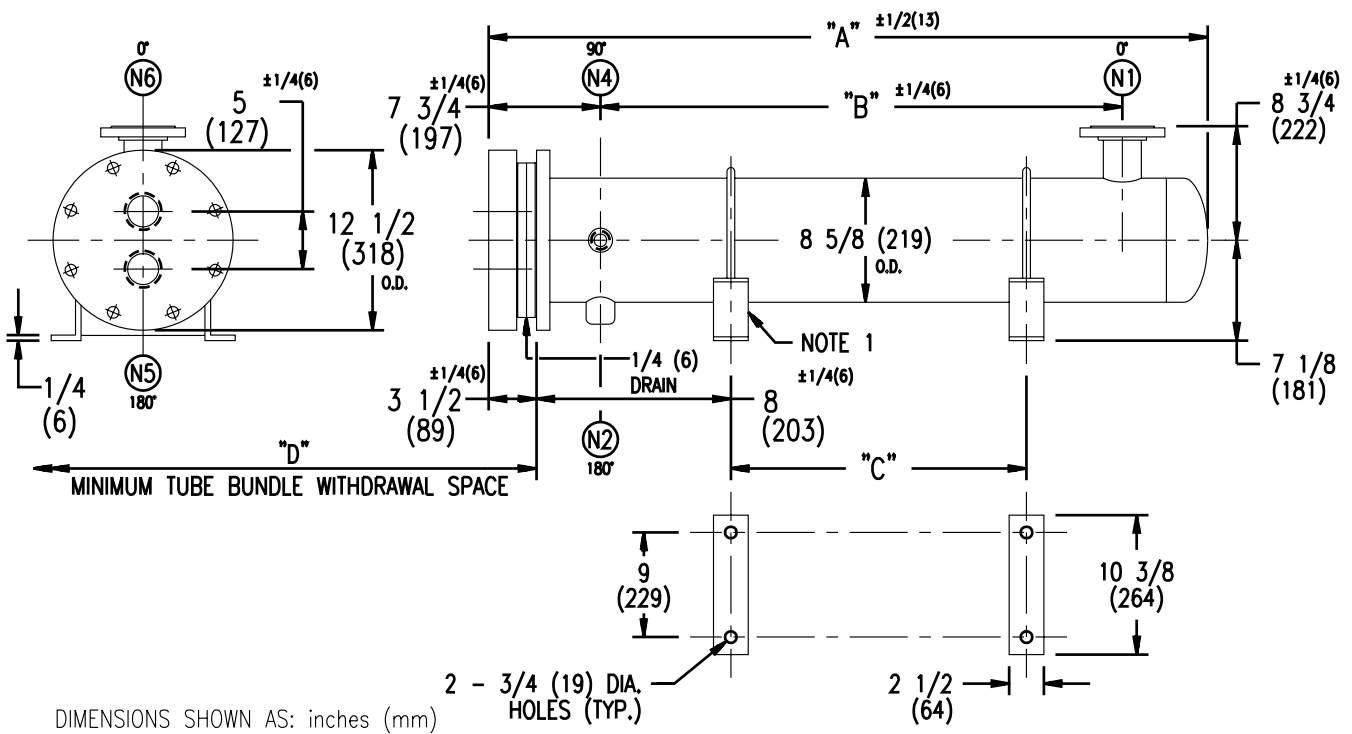 0°
N6
±1/4(6)
5
(127)
12 1/2
(318)
O.D.
N5
180°
1/4
(6)
"A" ±1/2(13)
90°
N4
0°
N1
±1/4(6)
7 3/4
(197)
"B" ±1/4(6)
±1/4(6)
8 3/4
(222)
8 5/8 (219)
O.D.
NOTE 1
7 1/8
(181)
1/4 (6)
DRAIN
±1/4(6)
3 1/2
(89)
±1/4(6)
8
(203)
N2
180°
"D"
MINIMUM TUBE BUNDLE WITHDRAWAL SPACE
"C"
9
(229)
10 3/8
(264)
2 - 3/4 (19) DIA.
HOLES (TYP.)
2 1/2
(64)
DIMENSIONS SHOWN AS: inches (mm)